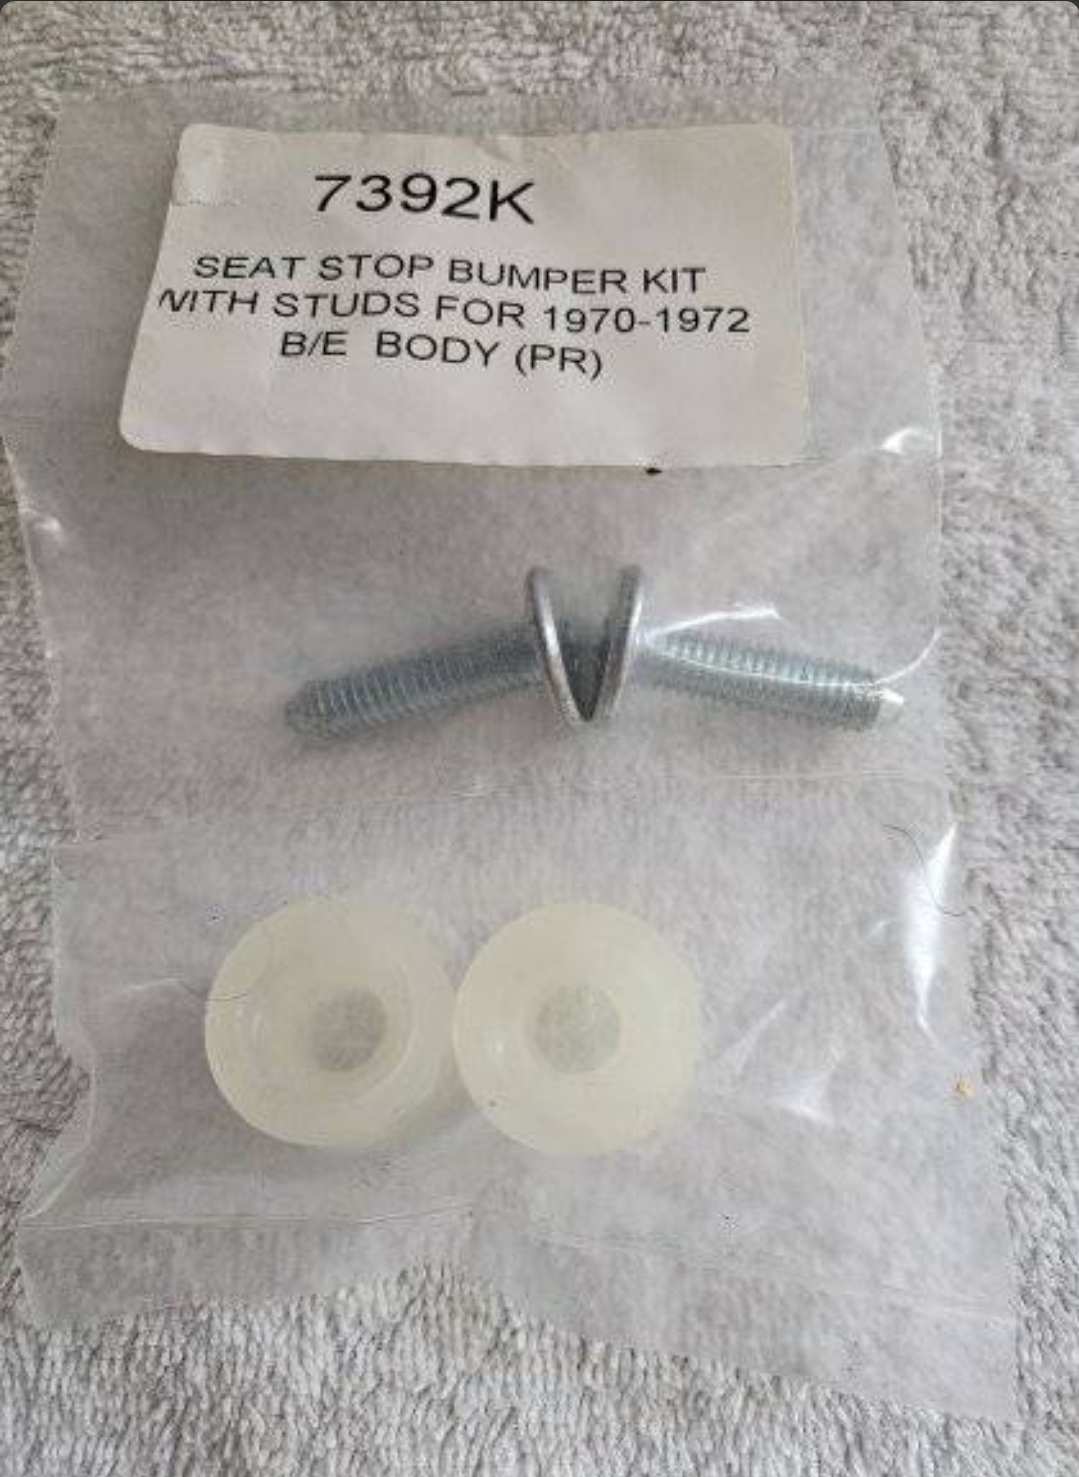 7392K
SEAT STOP BUMPER KIT
WITH STUDS FOR 1970-1972
B/E BODY (PR)